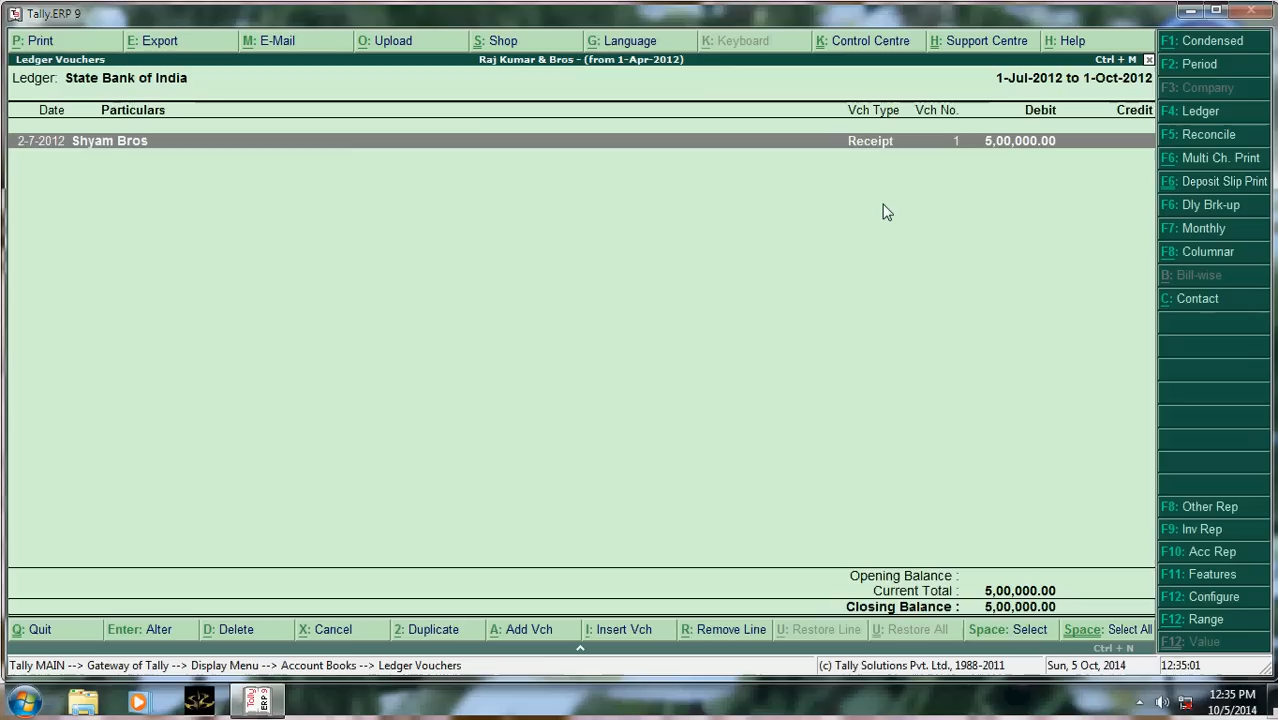 Tally.ERP 9
P: Print E: Export M: E-Mail O: Upload S: Shop G: Language K: Keyboard K: Control Centre H: Support Centre H: Help
Ledger Vouchers Raj Kumar & Bros - (from 1-Apr-2012) Ctrl + M
Ledger: State Bank of India 1-Jul-2012 to 1-Oct-2012
Date Particulars Vch Type Vch No. Debit Credit
2-7-2012 Shyam Bros Receipt 1 5,00,000.00
Opening Balance :
Current Total : 5,00,000.00
Closing Balance : 5,00,000.00
Q: Quit Enter: Alter D: Delete X: Cancel 2: Duplicate A: Add Vch I: Insert Vch R: Remove Line U: Restore Line U: Restore All Space: Select Space: Select All
Ctrl + N
Tally MAIN --> Gateway of Tally --> Display Menu --> Account Books --> Ledger Vouchers (c) Tally Solutions Pvt. Ltd., 1988-2011 Sun, 5 Oct, 2014 12:35:01
F1: Condensed
F2: Period
F3: Company
F4: Ledger
F5: Reconcile
F6: Multi Ch. Print
F6: Deposit Slip Print
F6: Dly Brk-up
F7: Monthly
F8: Columnar
B: Bill-wise
C: Contact
F8: Other Rep
F9: Inv Rep
F10: Acc Rep
F11: Features
F12: Configure
F12: Range
F12: Value
Tally
ERP 9
12:35 PM
10/5/2014